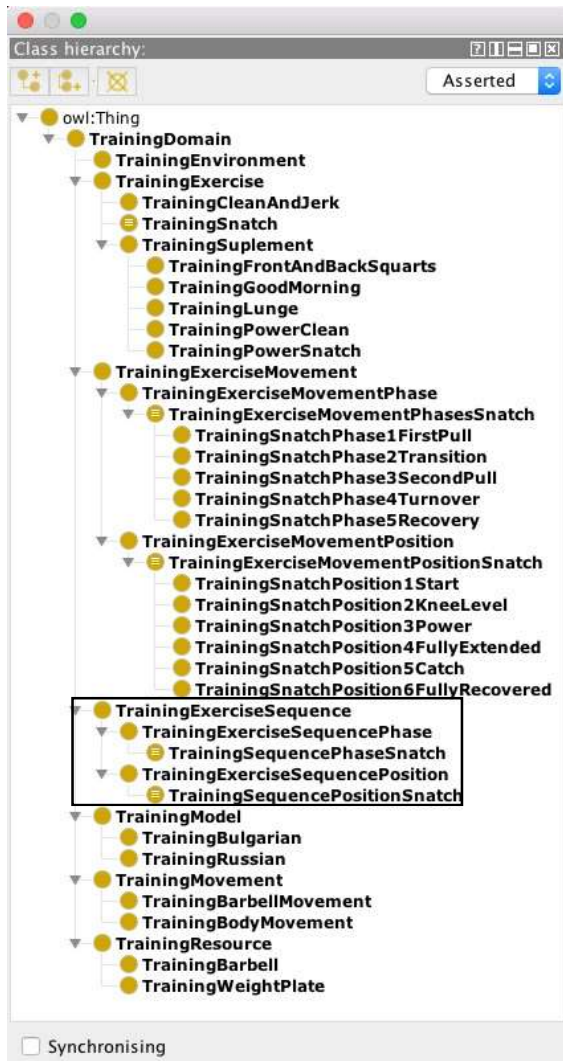 Class hierarchy:
Asserted
owl:Thing
TrainingDomain
TrainingEnvironment
TrainingExercise
TrainingCleanAndJerk
TrainingSnatch
TrainingSuplement
TrainingFrontAndBackSquarts
TrainingGoodMorning
TrainingLunge
TrainingPowerClean
TrainingPowerSnatch
TrainingExerciseMovement
TrainingExerciseMovementPhase
TrainingExerciseMovementPhasesSnatch
TrainingSnatchPhase1FirstPull
TrainingSnatchPhase2Transition
TrainingSnatchPhase3SecondPull
TrainingSnatchPhase4Turnover
TrainingSnatchPhase5Recovery
TrainingExerciseMovementPosition
TrainingExerciseMovementPositionSnatch
TrainingSnatchPosition1Start
TrainingSnatchPosition2KneeLevel
TrainingSnatchPosition3Power
TrainingSnatchPosition4FullyExtended
TrainingSnatchPosition5Catch
TrainingSnatchPosition6FullyRecovered
TrainingExerciseSequence
TrainingExerciseSequencePhase
TrainingSequencePhaseSnatch
TrainingExerciseSequencePosition
TrainingSequencePositionSnatch
TrainingModel
TrainingBulgarian
TrainingRussian
TrainingMovement
TrainingBarbellMovement
TrainingBodyMovement
TrainingResource
TrainingBarbell
TrainingWeightPlate
Synchronising